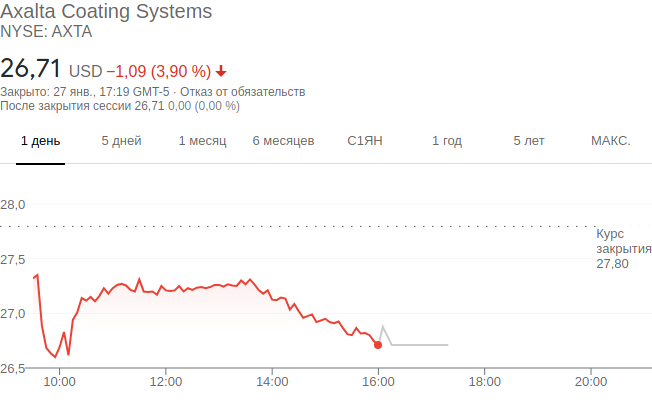 Axalta Coating Systems
NYSE: AXTA
26,71 USD −1,09 (3,90 %)
Закрыто: 27 янв., 17:19 GMT-5 · Отказ от обязательств
После закрытия сессии 26,71 0,00 (0,00 %)
1 день 5 дней 1 месяц 6 месяцев С1ЯН 1 год 5 лет МАКС.
28,0
Курс
закрытия
27,80
27,5
27,0
26,5
10:00 12:00 14:00 16:00 18:00 20:00